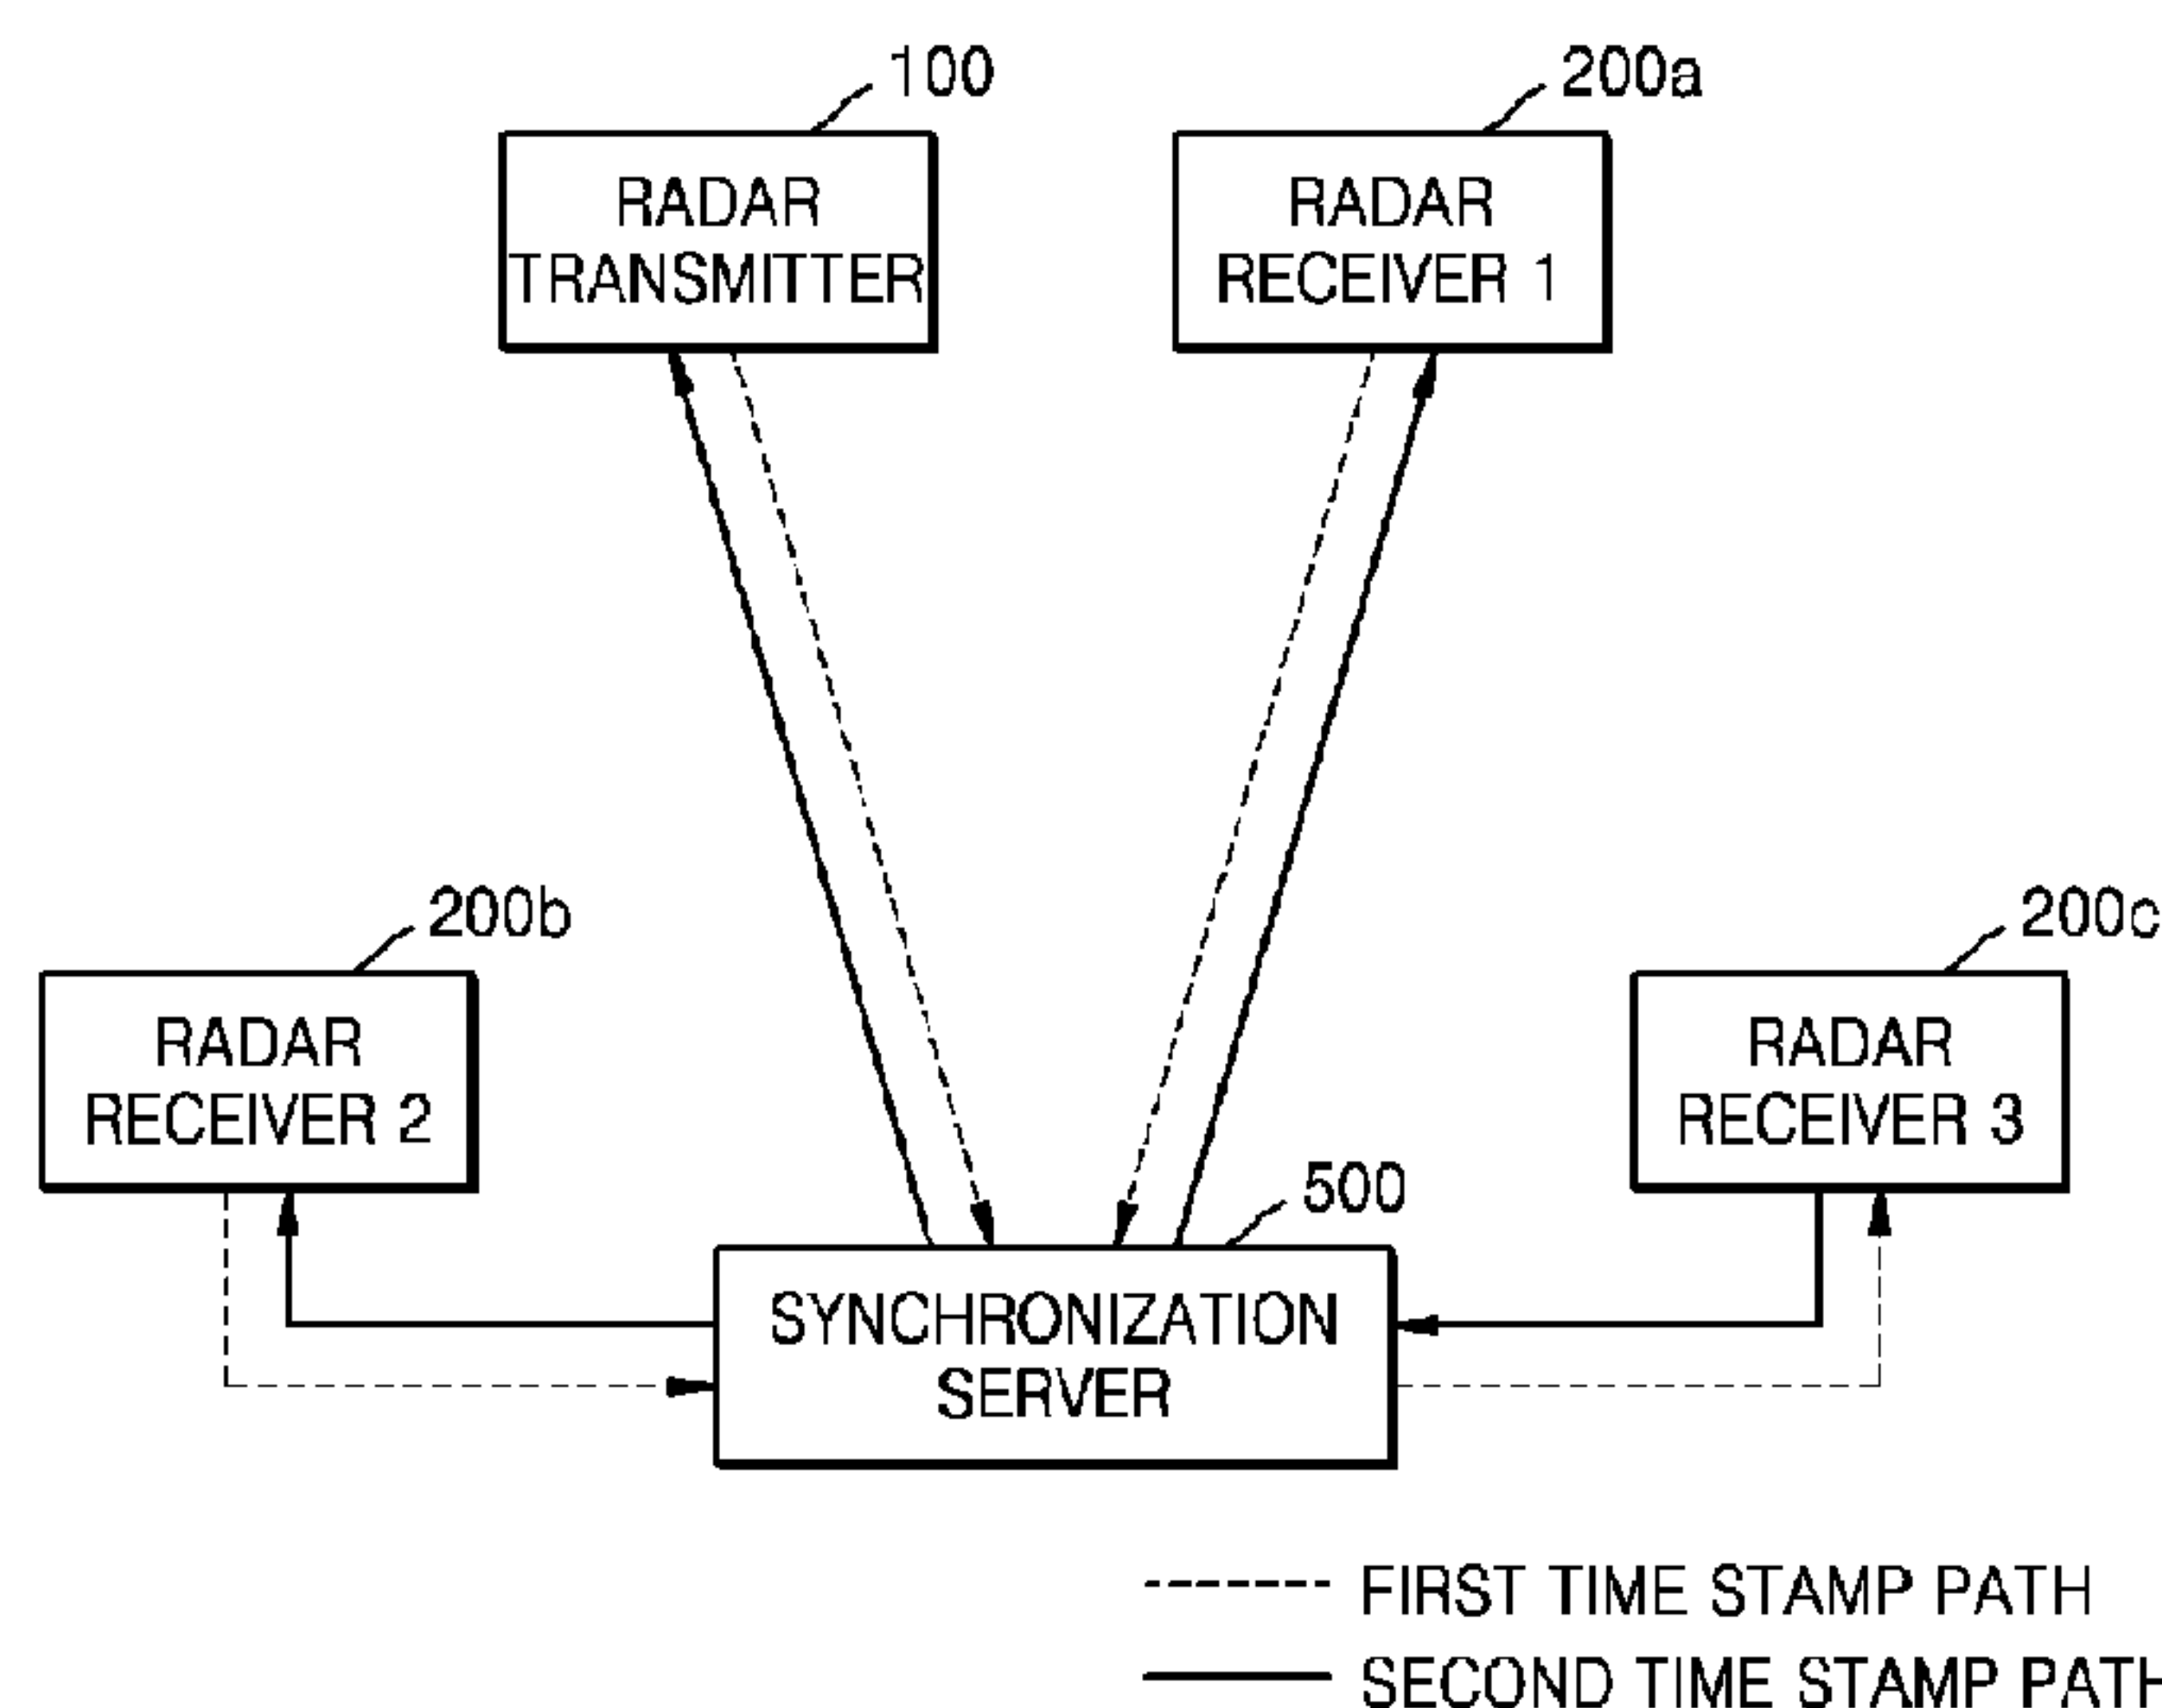 100
200a
RADAR
TRANSMITTER
RADAR
RECEIVER 1
200b
200c
RADAR
RECEIVER 2
RADAR
RECEIVER 3
500
SYNCHRONIZATION
SERVER
FIRST TIME STAMP PATH
SECOND TIME STAMP PATH